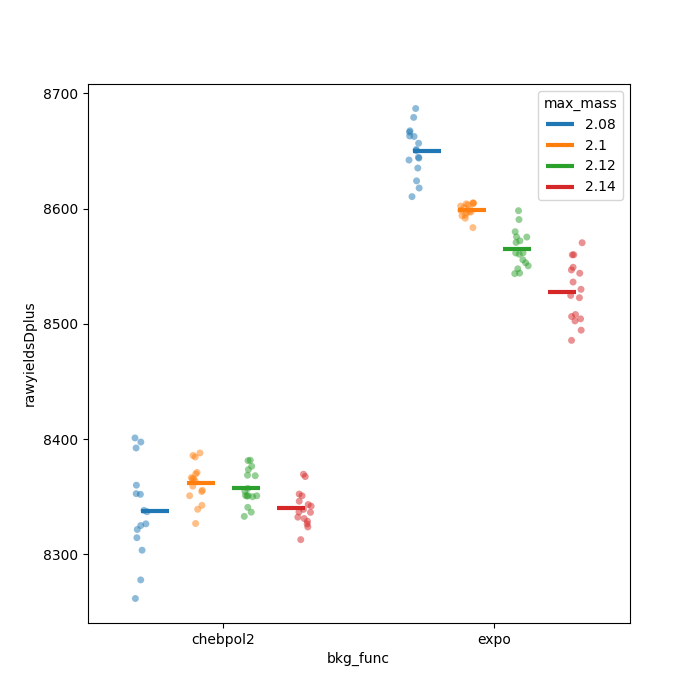 8700
8600
8500
8400
8300
rawyieldsDplus
max_mass
2.08
2.1
2.12
2.14
chebpol2
expo
bkg_func